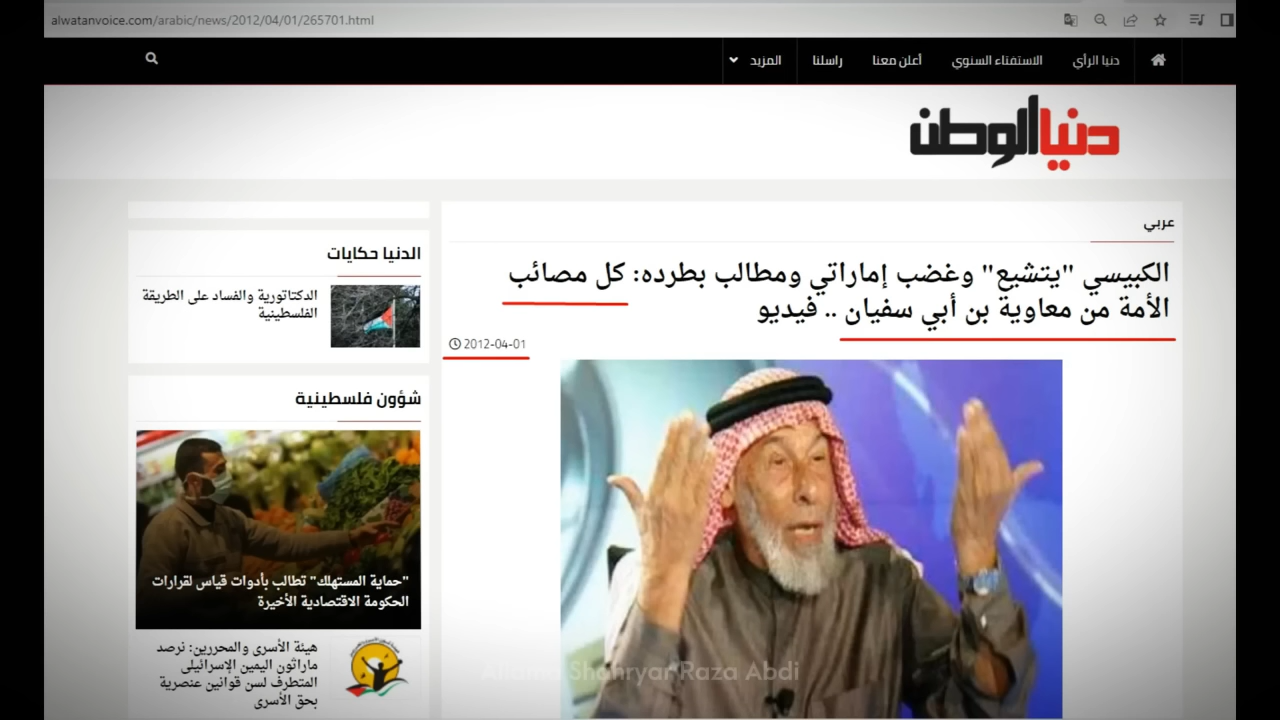 alwatanvoice.com/arabic/news/2012/04/01/265701.html
دنيا الرأي
الاستفتاء السنوي
أعلن معنا
راسلنا
المزيد
دنيا الوطن
عربي
الكبيسي "يتشيع" وغضب إماراتي ومطالب بطرده: كل مصائب
الأمة من معاوية بن أبي سفيان .. فيديو
2012-04-01
الدنيا حكايات
الدكتاتورية والفساد على الطريقة
الفلسطينية
شؤون فلسطينية
"حماية المستهلك" تطالب بأدوات قياس لقرارات
الحكومة الاقتصادية الأخيرة
هيئة الأسرى والمحررين: نرصد
ماراثون اليمين الإسرائيلي
المتطرف لسن قوانين عنصرية
بحق الأسرى
Allama Shahryar Raza Abdi